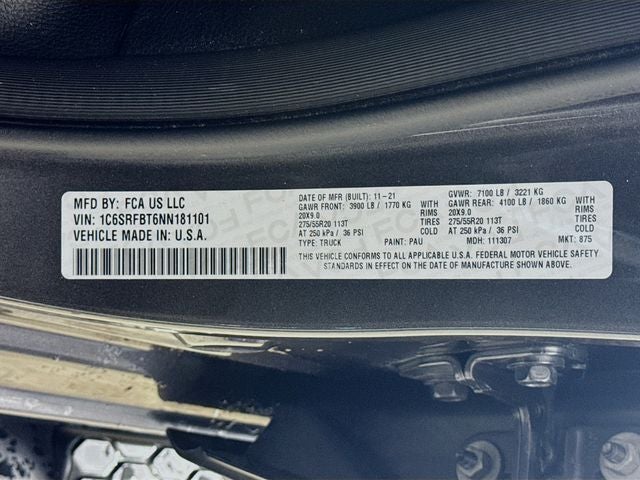 MFD BY: FCA US LLC
VIN: 1C6SRFBT6NN181101
VEHICLE MADE IN: U.S.A.
DATE OF MFR (BUILT): 11-21 GVWR: 7100 LB / 3221 KG
GAWR FRONT: 3900 LB / 1770 KG WITH GAWR REAR: 4100 LB / 1860 KG WITH
20X9.0 RIMS 20X9.0 RIMS
275/55R20 113T TIRES 275/55R20 113T TIRES
AT 250 kPa / 36 PSI COLD AT 250 kPa / 36 PSI COLD
TYPE: TRUCK PAINT: PAU MDH: 111307 MKT: 875
THIS VEHICLE CONFORMS TO ALL APPLICABLE U.S.A. FEDERAL MOTOR VEHICLE SAFETY
STANDARDS IN EFFECT ON THE DATE OF MANUFACTURE SHOWN ABOVE.